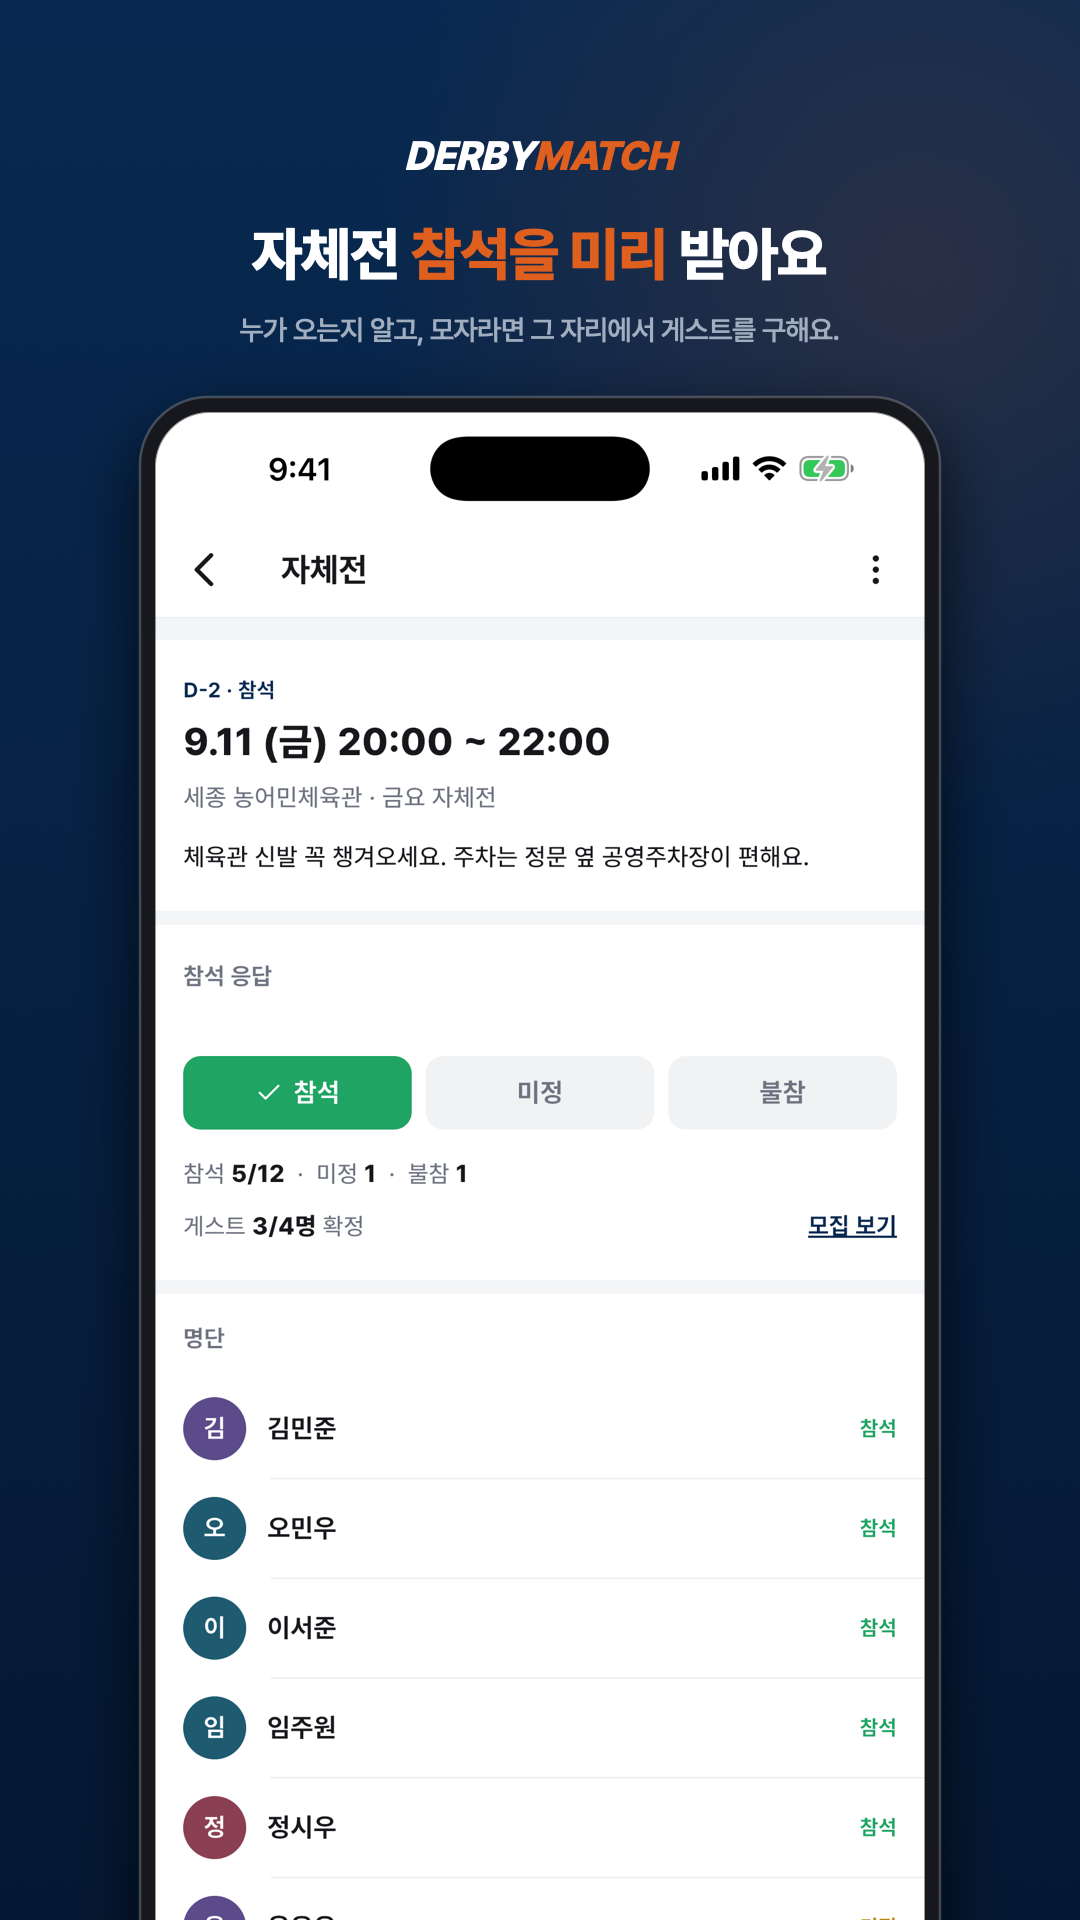 DERBYMATCH
자체전 참석을 미리 받아요
누가 오는지 알고, 모자라면 그 자리에서 게스트를 구해요.
9:41
자체전
D-2 · 참석
9.11 (금) 20:00 ~ 22:00
세종 농어민체육관 · 금요 자체전
체육관 신발 꼭 챙겨오세요. 주차는 정문 옆 공영주차장이 편해요.
참석 응답
참석 미정 불참
참석 5/12 · 미정 1 · 불참 1
게스트 3/4명 확정 모집 보기
명단
김 김민준 참석
오 오민우 참석
이 이서준 참석
임 임주원 참석
정 정시우 참석